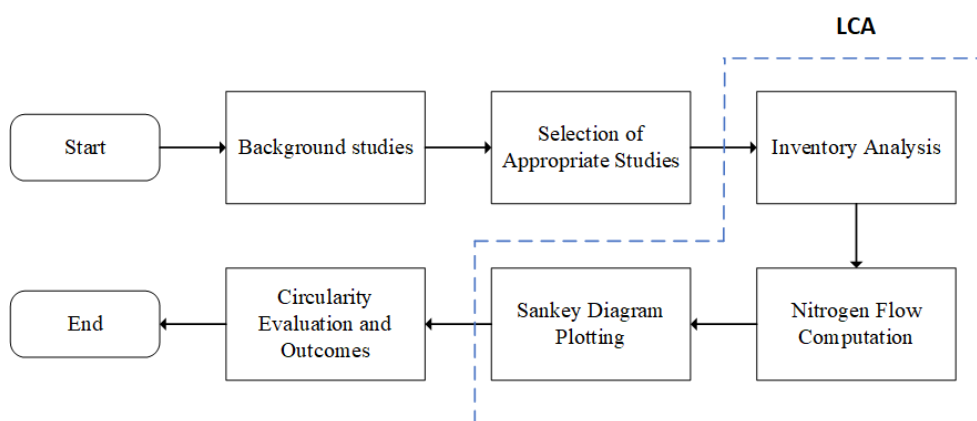 LCA
Start
Background studies
Selection of
Appropriate Studies
Inventory Analysis
Nitrogen Flow
Computation
Sankey Diagram
Plotting
Circularity
Evaluation and
Outcomes
End